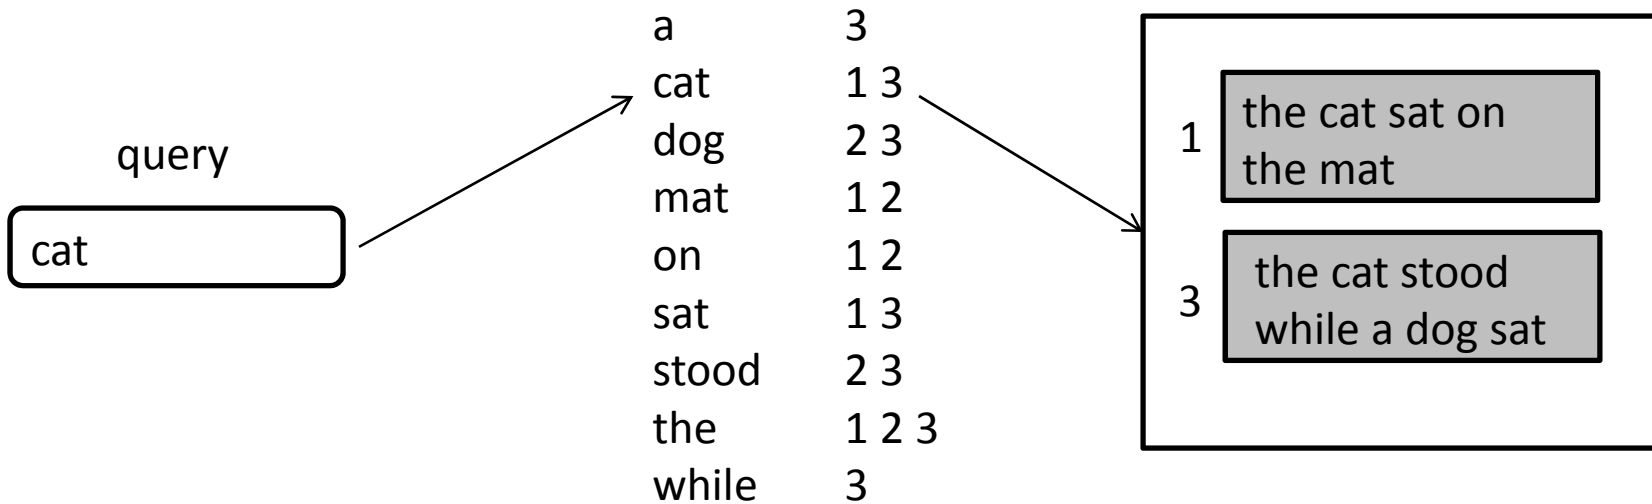 query
cat
a 3
cat 1 3
dog 2 3
mat 1 2
on 1 2
sat 1 3
stood 2 3
the 1 2 3
while 3
1
the cat sat on
the mat
3
the cat stood
while a dog sat